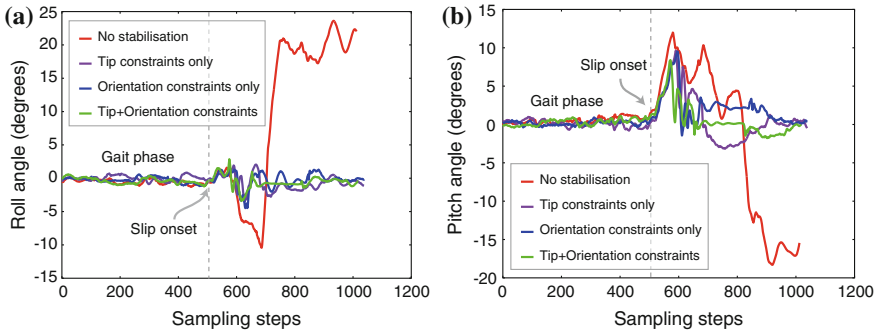 (a)
25
20
15
10
5
0
-5
-10
-15
0
200
400
600
800
1000
1200
Roll angle (degrees)
Sampling steps
No stabilisation
Tip constraints only
Orientation constraints only
Tip+Orientation constraints
Gait phase
Slip onset
(b)
15
10
5
0
-5
-10
-15
-20
0
200
400
600
800
1000
1200
Pitch angle (degrees)
Sampling steps
Slip onset
Gait phase
No stabilisation
Tip constraints only
Orientation constraints only
Tip+Orientation constraints